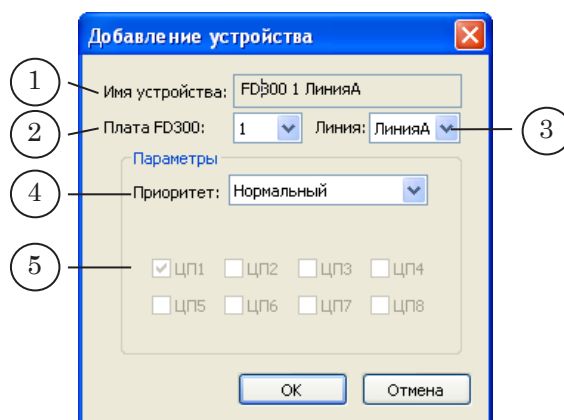 Добавление устройства
1 Имя устройства: FD300 1 ЛинияА
2 Плата FD300: 1 Линия: ЛинияА 3
Параметры
4 Приоритет: Нормальный
5 ЦП1 ЦП2 ЦП3 ЦП4
ЦП5 ЦП6 ЦП7 ЦП8
OK Отмена